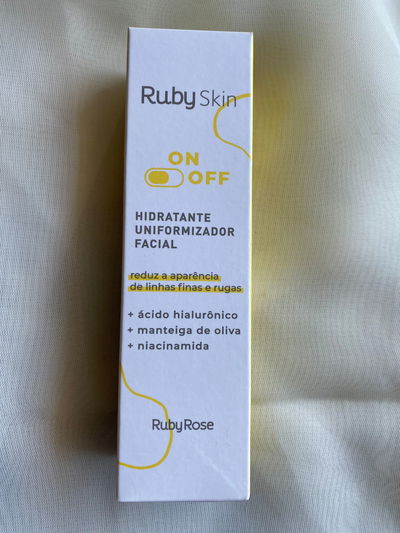 Ruby Skin
ON
OFF
HIDRATANTE
UNIFORMIZADOR
FACIAL
reduz a aparência
de linhas finas e rugas
+ ácido hialurônico
+ manteiga de oliva
+ niacinamida
RubyRose